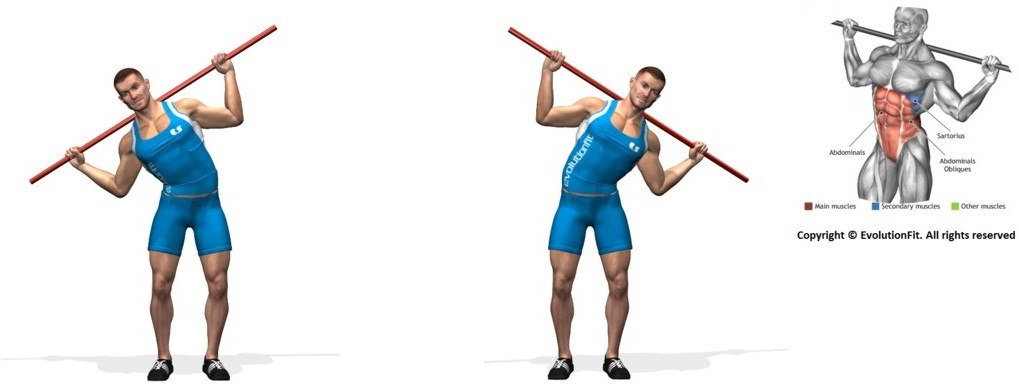 evolutionfit
Sartorius
Abdominals
Abdominals
Obliques
Main muscles
Secondary muscles
Other muscles
Copyright © EvolutionFit. All rights reserved